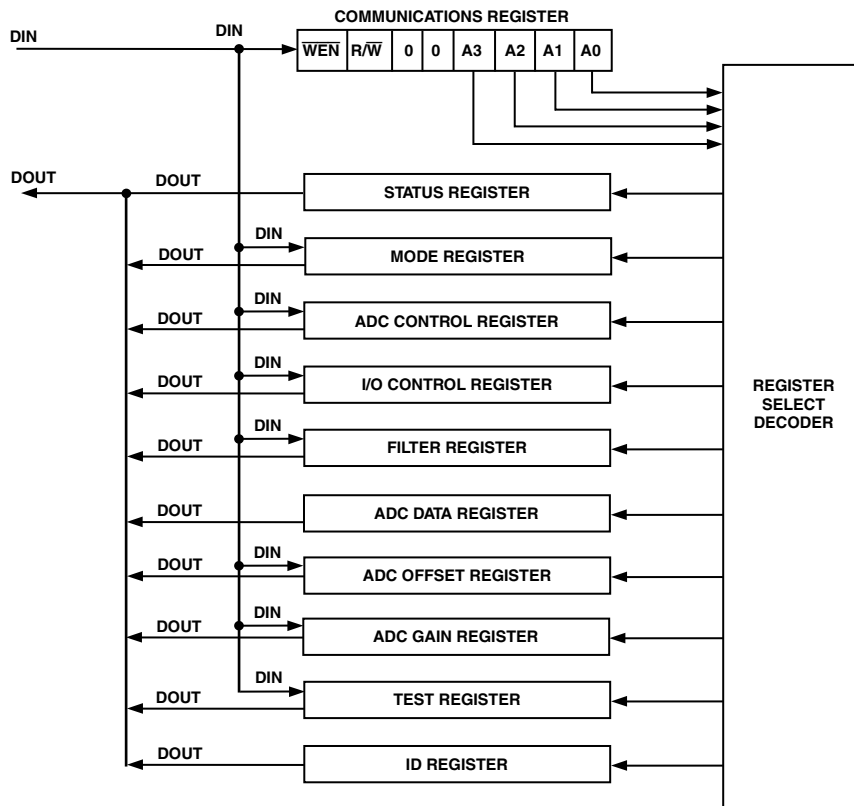 COMMUNICATIONS REGISTER
DIN DIN
W̅E̅N̅ R/W̅ 0 0 A3 A2 A1 A0
DOUT DOUT STATUS REGISTER
DIN
DOUT MODE REGISTER
DIN
DOUT ADC CONTROL REGISTER
DIN
DOUT I/O CONTROL REGISTER
REGISTER
SELECT
DECODER
DIN
DOUT FILTER REGISTER
DOUT ADC DATA REGISTER
DIN
DOUT ADC OFFSET REGISTER
DIN
DOUT ADC GAIN REGISTER
DIN
DOUT TEST REGISTER
DOUT ID REGISTER